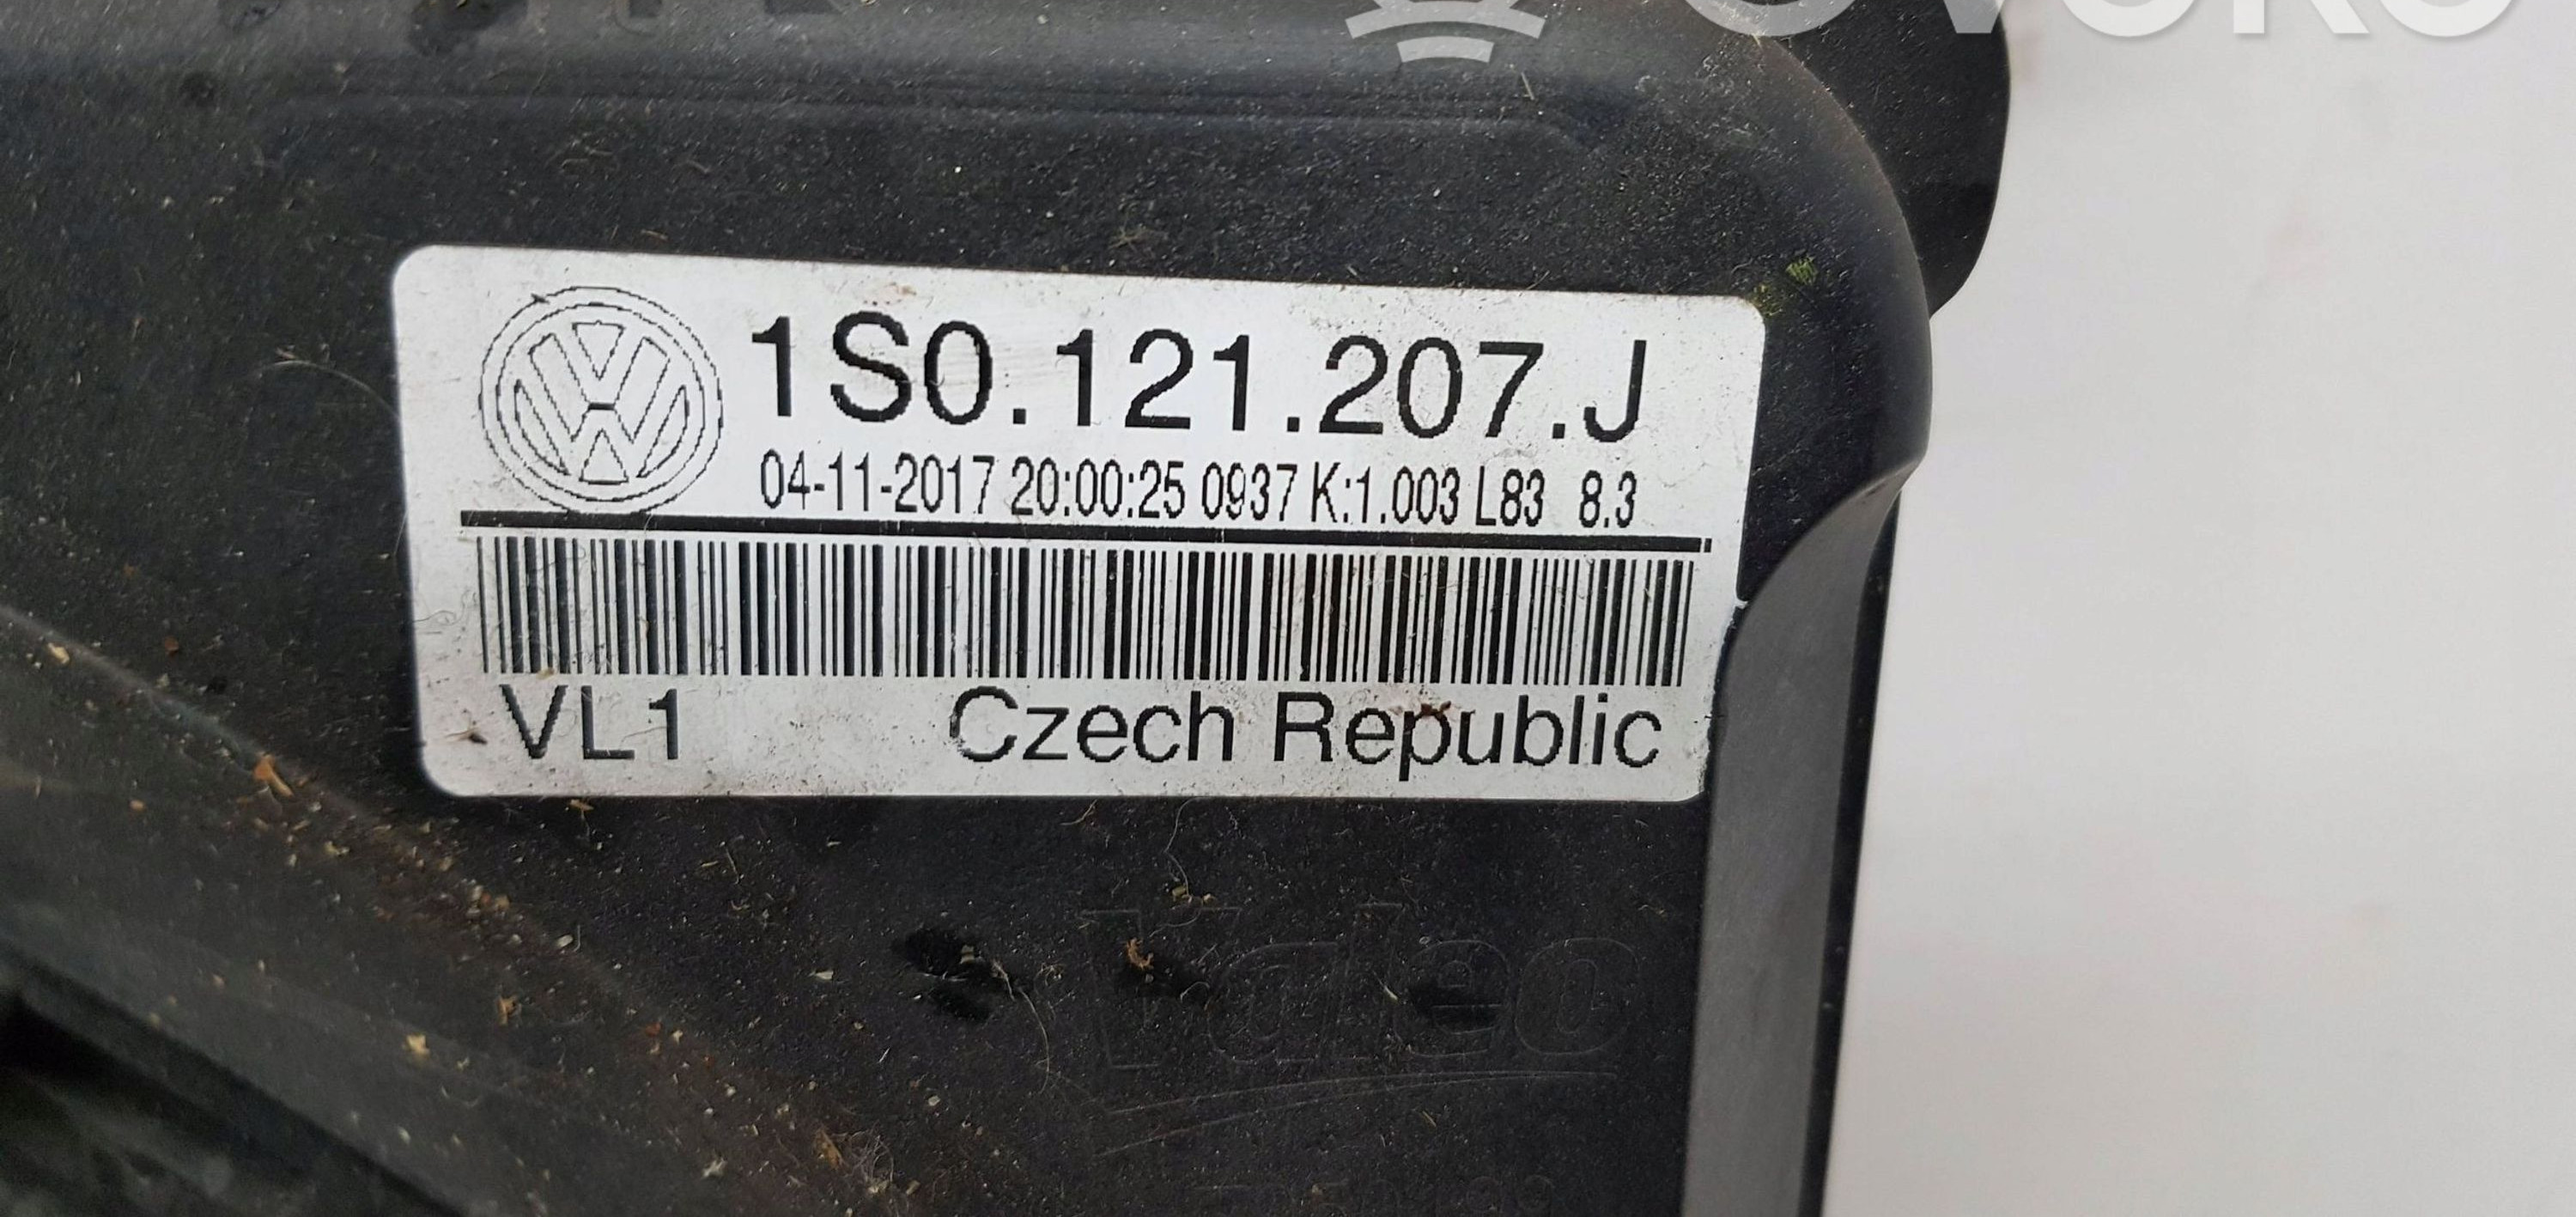 OVOKO
1S0.121.207.J
04-11-2017 20:00:25 0937 K:1.003 L83 8.3
VL1 Czech Republic
Valeo